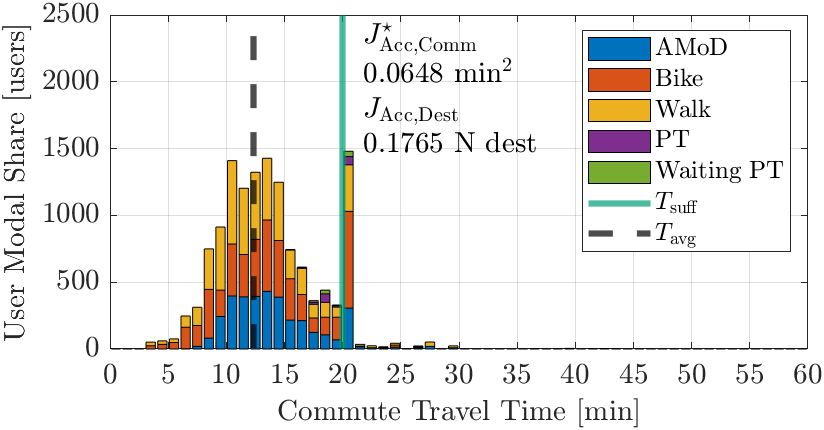 2500
2000
1500
1000
500
0
User Modal Share [users]
0 5 10 15 20 25 30 35 40 45 50 55 60
Commute Travel Time [min]
J⋆Acc,Comm
0.0648 min²
JAcc,Dest
0.1765 N dest
AMoD
Bike
Walk
PT
Waiting PT
Tsuff
Tavg